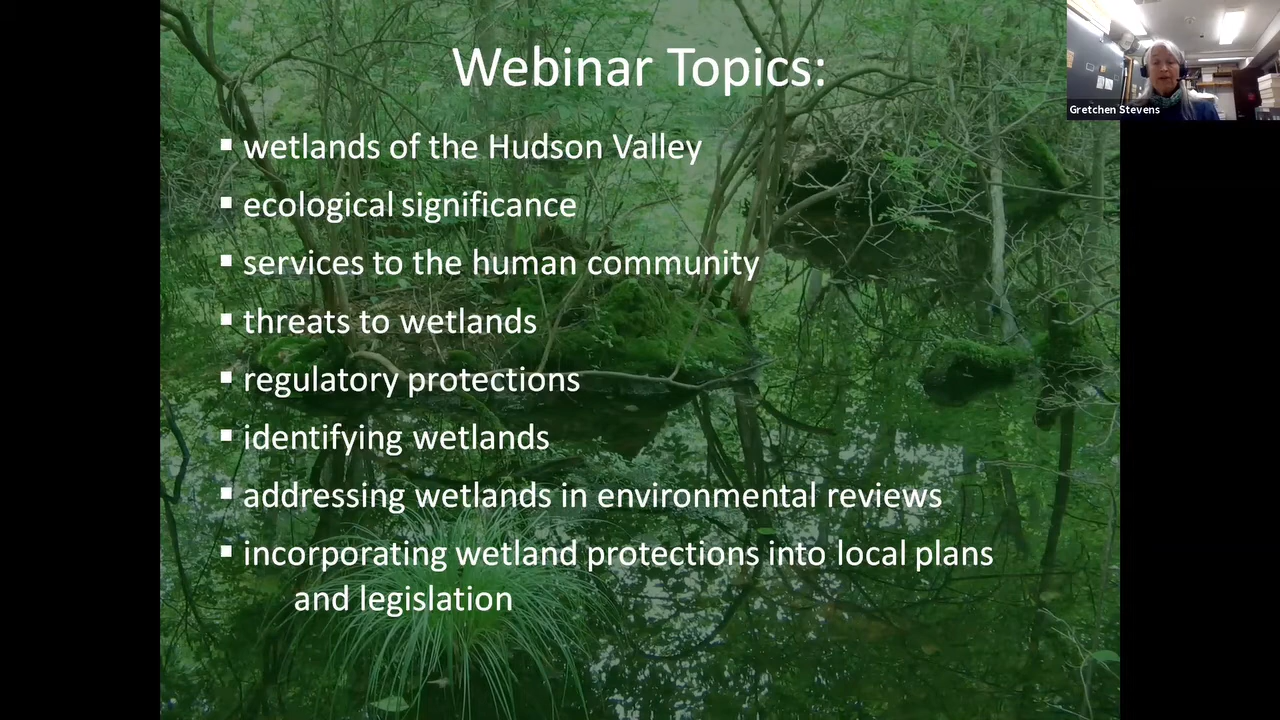 Webinar Topics:
▪ wetlands of the Hudson Valley
▪ ecological significance
▪ services to the human community
▪ threats to wetlands
▪ regulatory protections
▪ identifying wetlands
▪ addressing wetlands in environmental reviews
▪ incorporating wetland protections into local plans
and legislation
Gretchen Stevens